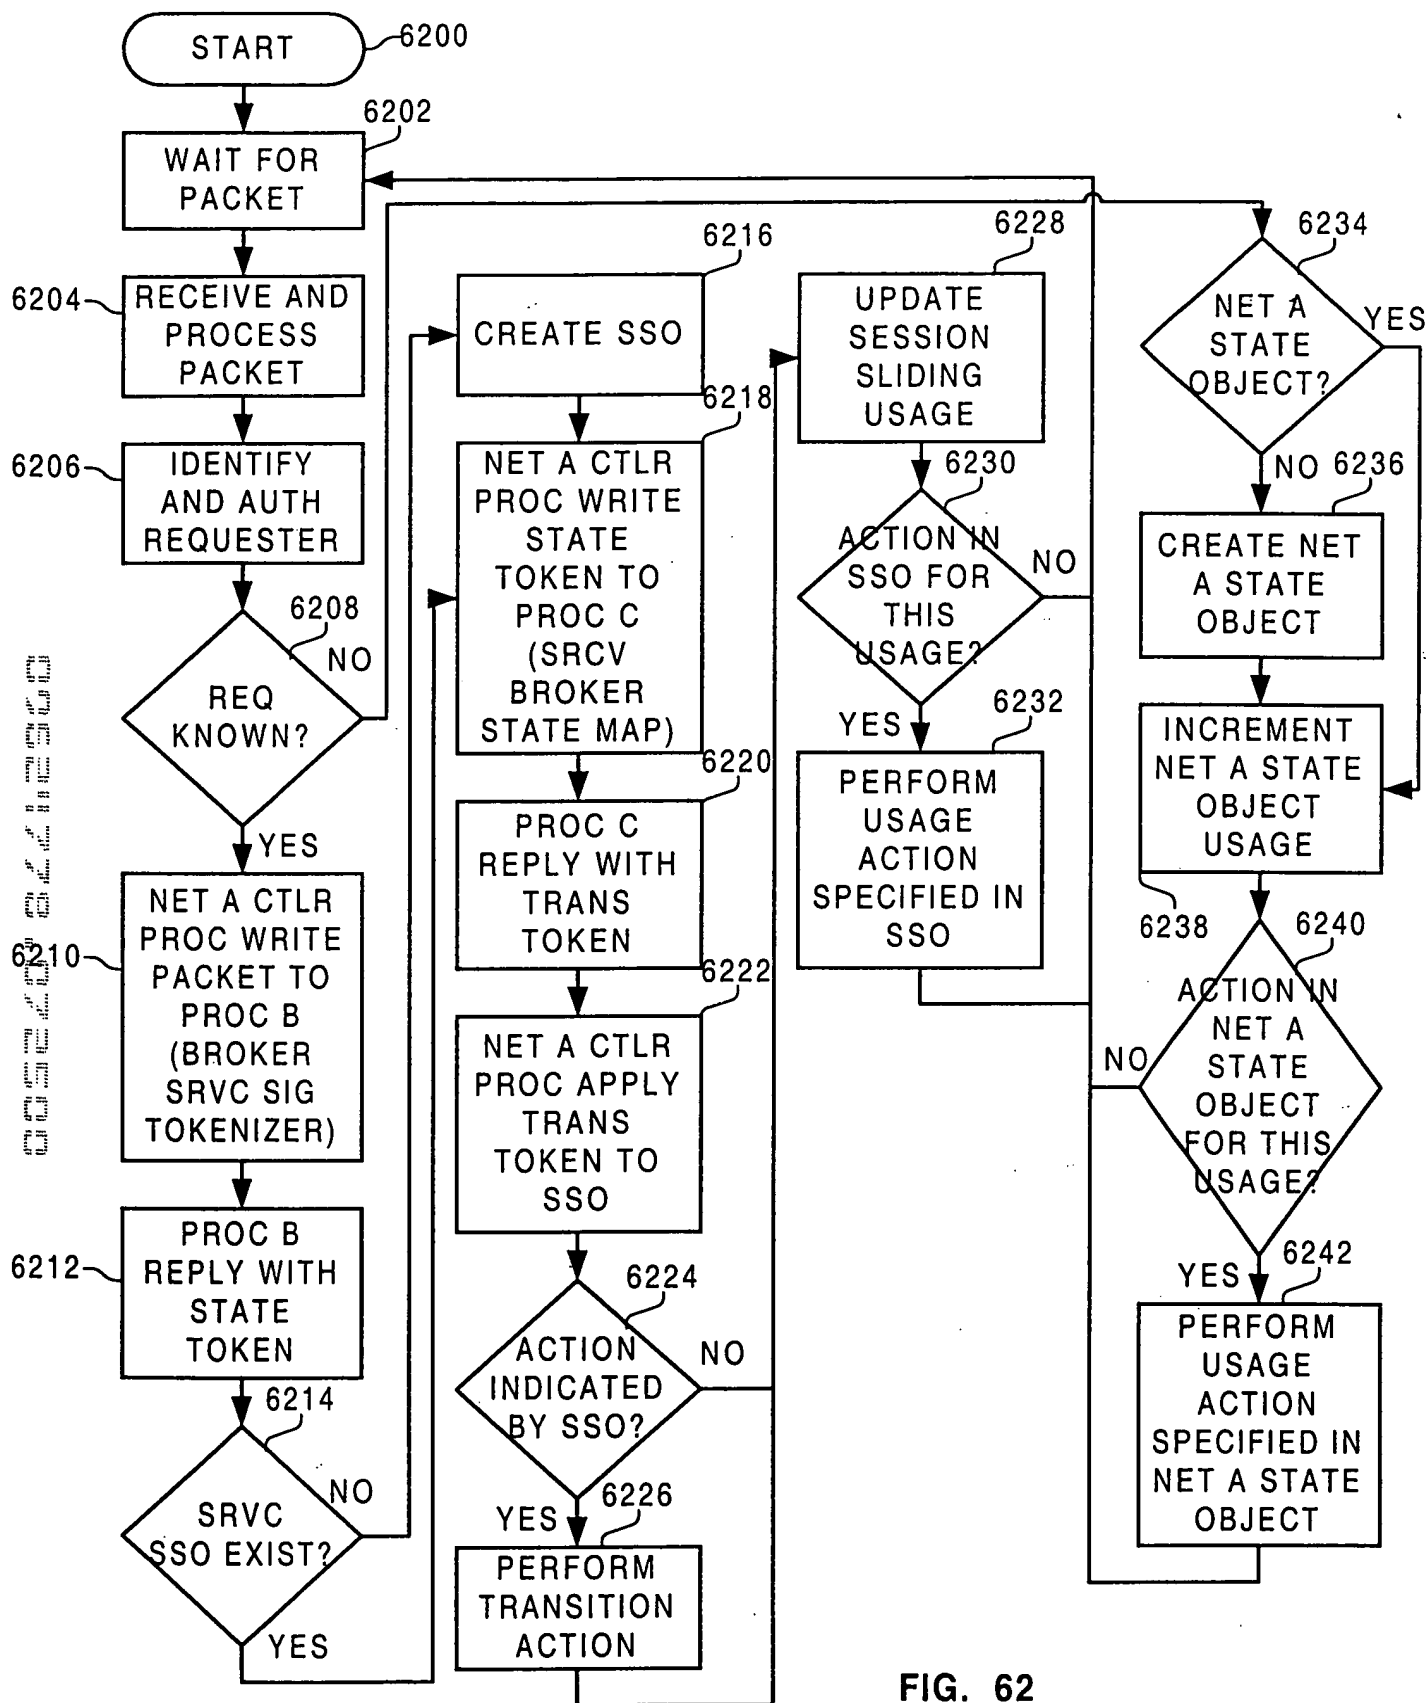 START
6200
6202
WAIT FOR
PACKET
6204
RECEIVE AND
PROCESS
PACKET
6206
IDENTIFY
AND AUTH
REQUESTER
6208
REQ
KNOWN?
NO
YES
6210
NET A CTLR
PROC WRITE
PACKET TO
PROC B
(BROKER
SRVC SIG
TOKENIZER)
6212
PROC B
REPLY WITH
STATE
TOKEN
6214
SRVC
SSO EXIST?
NO
YES
6216
CREATE SSO
6218
NET A CTLR
PROC WRITE
STATE
TOKEN TO
PROC C
(SRCV
BROKER
STATE MAP)
6220
PROC C
REPLY WITH
TRANS
TOKEN
6222
NET A CTLR
PROC APPLY
TRANS
TOKEN TO
SSO
6224
ACTION
INDICATED
BY SSO?
NO
YES
6226
PERFORM
TRANSITION
ACTION
6228
UPDATE
SESSION
SLIDING
USAGE
6230
ACTION IN
SSO FOR
THIS
USAGE?
NO
YES
6232
PERFORM
USAGE
ACTION
SPECIFIED IN
SSO
6234
NET A
STATE
OBJECT?
YES
NO
6236
CREATE NET
A STATE
OBJECT
INCREMENT
NET A STATE
OBJECT
USAGE
6238
6240
ACTION IN
NET A
STATE
OBJECT
FOR THIS
USAGE?
NO
YES
6242
PERFORM
USAGE
ACTION
SPECIFIED IN
NET A STATE
OBJECT
FIG. 62